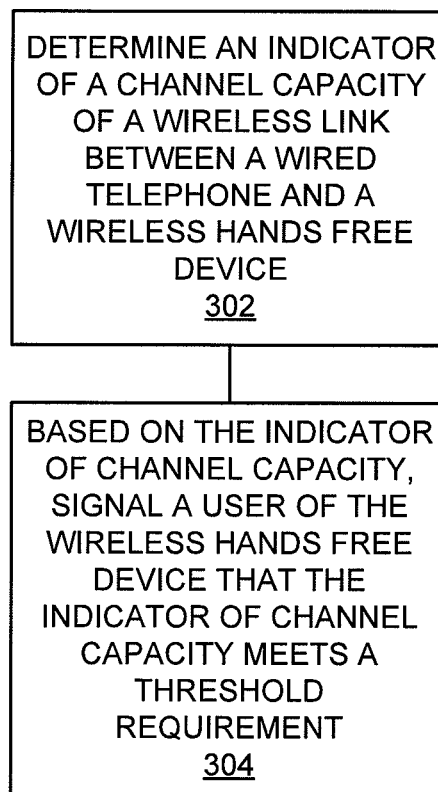 DETERMINE AN INDICATOR
OF A CHANNEL CAPACITY
OF A WIRELESS LINK
BETWEEN A WIRED
TELEPHONE AND A
WIRELESS HANDS FREE
DEVICE
302
BASED ON THE INDICATOR
OF CHANNEL CAPACITY,
SIGNAL A USER OF THE
WIRELESS HANDS FREE
DEVICE THAT THE
INDICATOR OF CHANNEL
CAPACITY MEETS A
THRESHOLD
REQUIREMENT
304